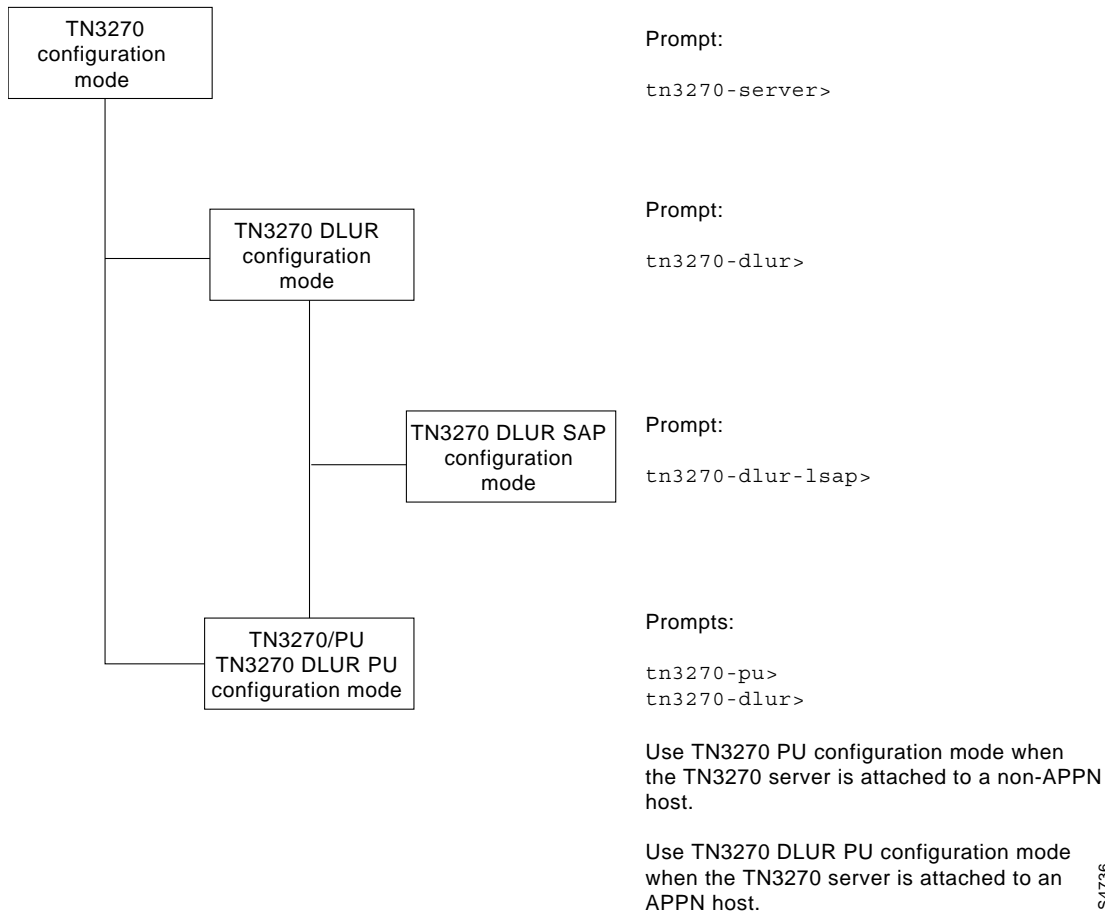 TN3270
configuration
mode
Prompt:
tn3270-server>
TN3270 DLUR
configuration
mode
Prompt:
tn3270-dlur>
TN3270 DLUR SAP
configuration
mode
Prompt:
tn3270-dlur-lsap>
TN3270/PU
TN3270 DLUR PU
configuration mode
Prompts:
tn3270-pu>
tn3270-dlur>
Use TN3270 PU configuration mode when
the TN3270 server is attached to a non-APPN
host.
Use TN3270 DLUR PU configuration mode
when the TN3270 server is attached to an
APPN host.
S4736